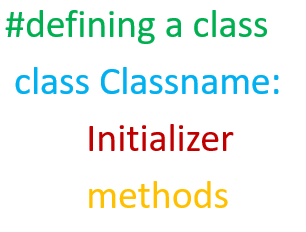 #defining a class
class Classname:
Initializer
methods